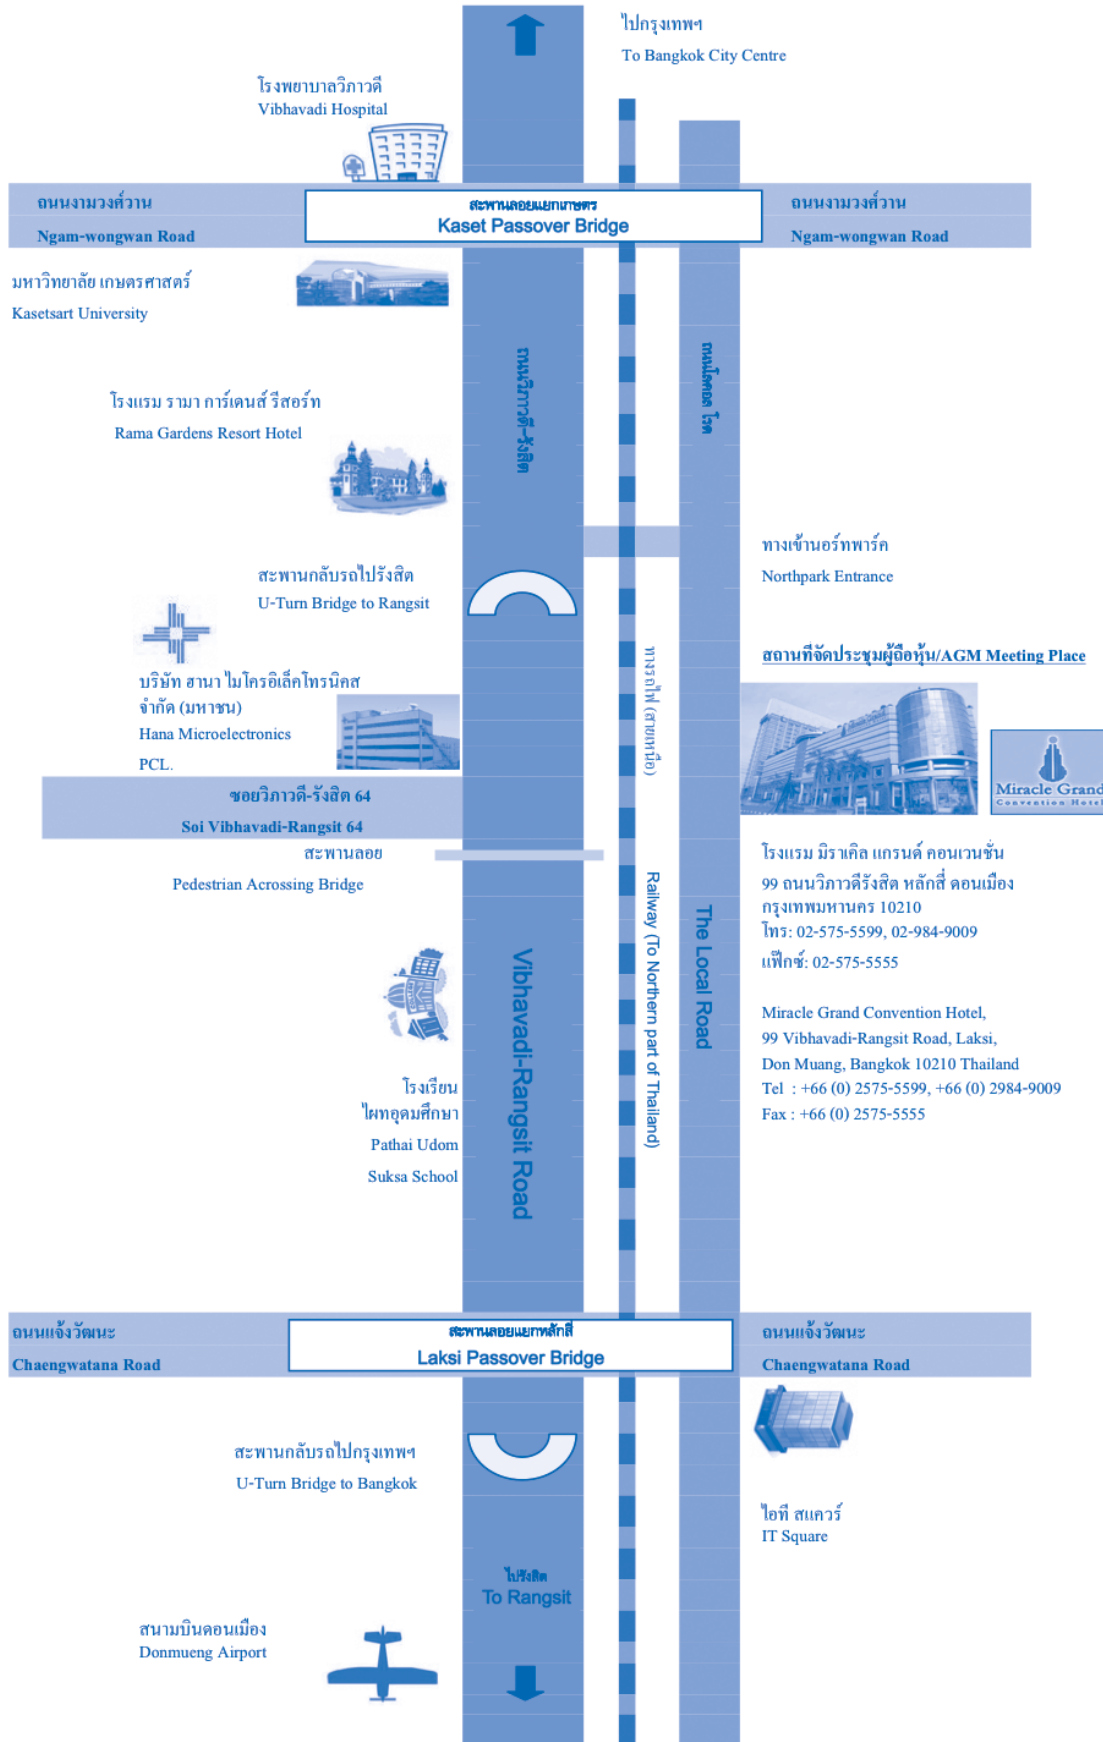 ไปกรุงเทพฯ
To Bangkok City Centre
โรงพยาบาลวิภาวดี
Vibhavadi Hospital
ถนนงามวงศ์วาน
Ngam-wongwan Road
สะพานลอยแยกเกษตร
Kaset Passover Bridge
ถนนงามวงศ์วาน
Ngam-wongwan Road
มหาวิทยาลัย เกษตรศาสตร์
Kasetsart University
ถนนวิภาวดี-รังสิต
ถนนโลคอล โรด
โรงแรม รามา การ์เดนส์ รีสอร์ท
Rama Gardens Resort Hotel
ทางเข้านอร์ทพาร์ค
Northpark Entrance
สะพานกลับรถไปรังสิต
U-Turn Bridge to Rangsit
สถานที่จัดประชุมผู้ถือหุ้น/AGM Meeting Place
ทางรถไฟ (สายเหนือ)
บริษัท ฮานา ไมโครอิเล็คโทรนิคส
จำกัด (มหาชน)
Hana Microelectronics
PCL.
Miracle Grand
Convention Hotel
ซอยวิภาวดี-รังสิต 64
Soi Vibhavadi-Rangsit 64
สะพานลอย
Pedestrian Acrossing Bridge
โรงแรม มิราเคิล แกรนด์ คอนเวนชั่น
99 ถนนวิภาวดีรังสิต หลักสี่ ดอนเมือง
กรุงเทพมหานคร 10210
โทร: 02-575-5599, 02-984-9009
แฟ๊กซ์: 02-575-5555
Railway (To Northern part of Thailand)
The Local Road
Vibhavadi-Rangsit Road
Miracle Grand Convention Hotel,
99 Vibhavadi-Rangsit Road, Laksi,
Don Muang, Bangkok 10210 Thailand
Tel : +66 (0) 2575-5599, +66 (0) 2984-9009
Fax : +66 (0) 2575-5555
โรงเรียน
ไผทอุดมศึกษา
Pathai Udom
Suksa School
ถนนแจ้งวัฒนะ
Chaengwatana Road
สะพานลอยแยกหลักสี่
Laksi Passover Bridge
ถนนแจ้งวัฒนะ
Chaengwatana Road
สะพานกลับรถไปกรุงเทพฯ
U-Turn Bridge to Bangkok
ไอที สแควร์
IT Square
ไปรังสิต
To Rangsit
สนามบินดอนเมือง
Donmueng Airport